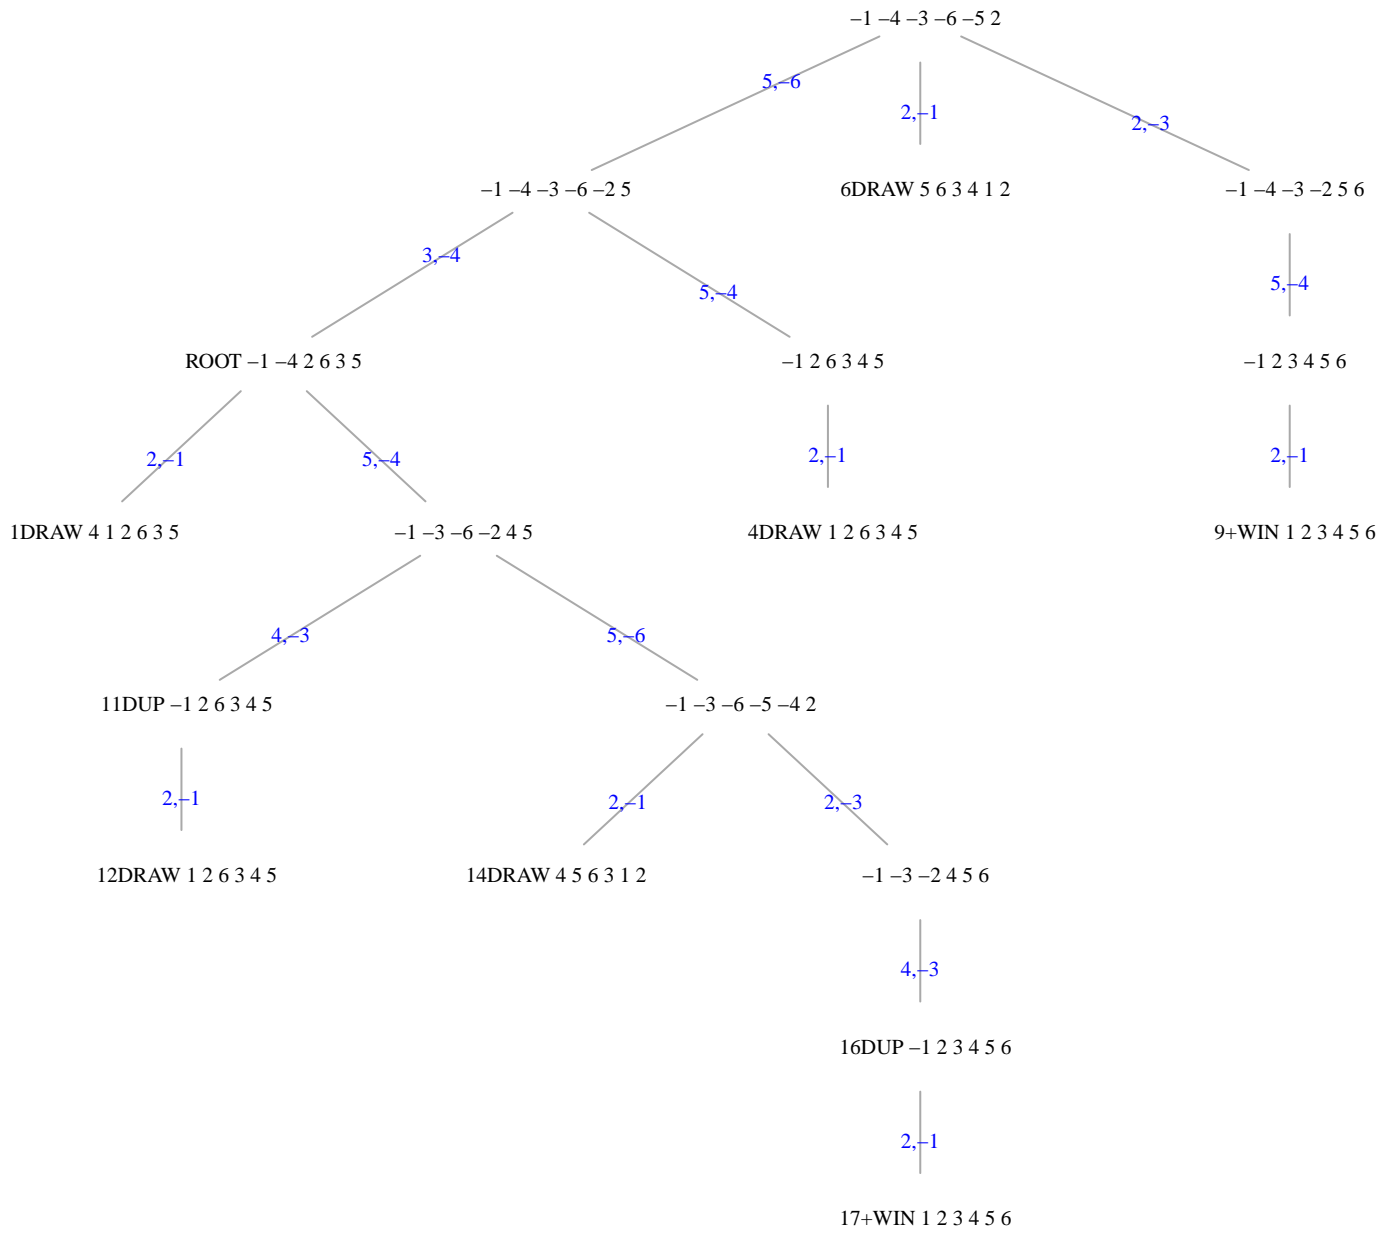 –1 –4 –3 –6 –5 2
5,–6
2,–1
2,–3
–1 –4 –3 –6 –2 5
6DRAW 5 6 3 4 1 2
–1 –4 –3 –2 5 6
3,–4
5,–4
5,–4
ROOT –1 –4 2 6 3 5
–1 2 6 3 4 5
–1 2 3 4 5 6
2,–1
5,–4
2,–1
2,–1
1DRAW 4 1 2 6 3 5
–1 –3 –6 –2 4 5
4DRAW 1 2 6 3 4 5
9+WIN 1 2 3 4 5 6
4,–3
5,–6
11DUP –1 2 6 3 4 5
–1 –3 –6 –5 –4 2
2,–1
2,–1
2,–3
12DRAW 1 2 6 3 4 5
14DRAW 4 5 6 3 1 2
–1 –3 –2 4 5 6
4,–3
16DUP –1 2 3 4 5 6
2,–1
17+WIN 1 2 3 4 5 6